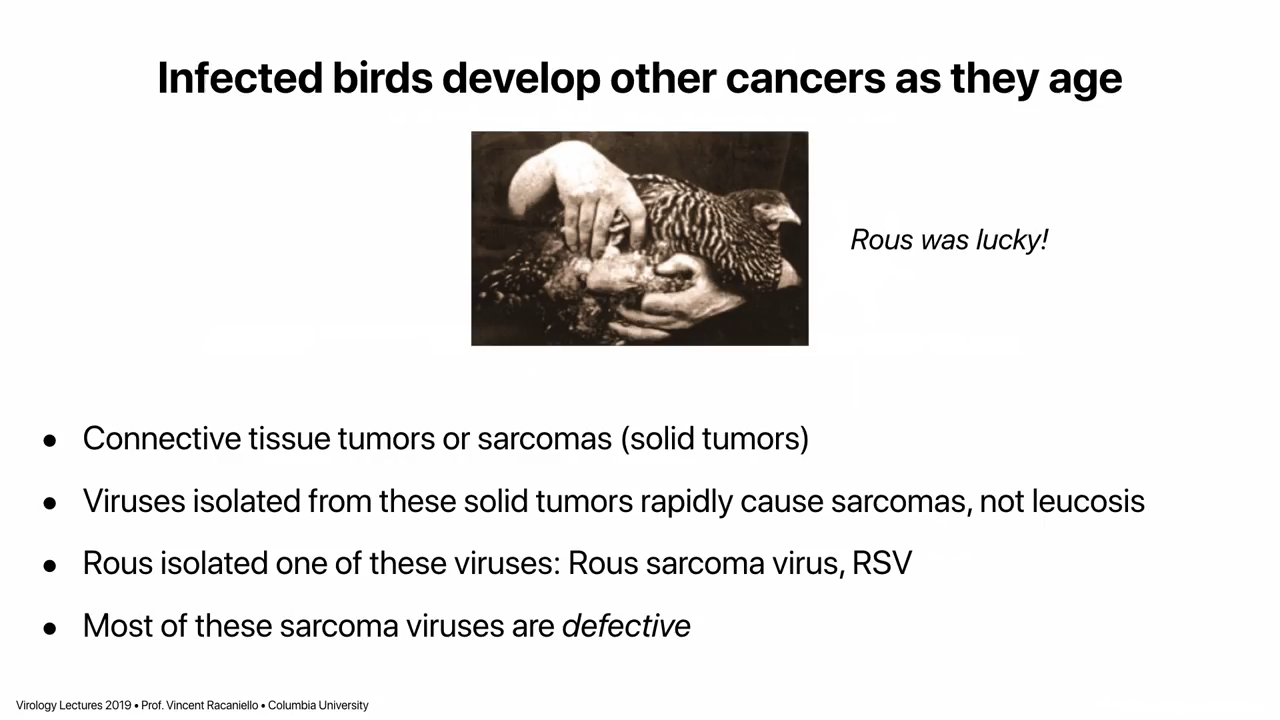 Infected birds develop other cancers as they age
Rous was lucky!
• Connective tissue tumors or sarcomas (solid tumors)
• Viruses isolated from these solid tumors rapidly cause sarcomas, not leucosis
• Rous isolated one of these viruses: Rous sarcoma virus, RSV
• Most of these sarcoma viruses are defective
Virology Lectures 2019 • Prof. Vincent Racaniello • Columbia University